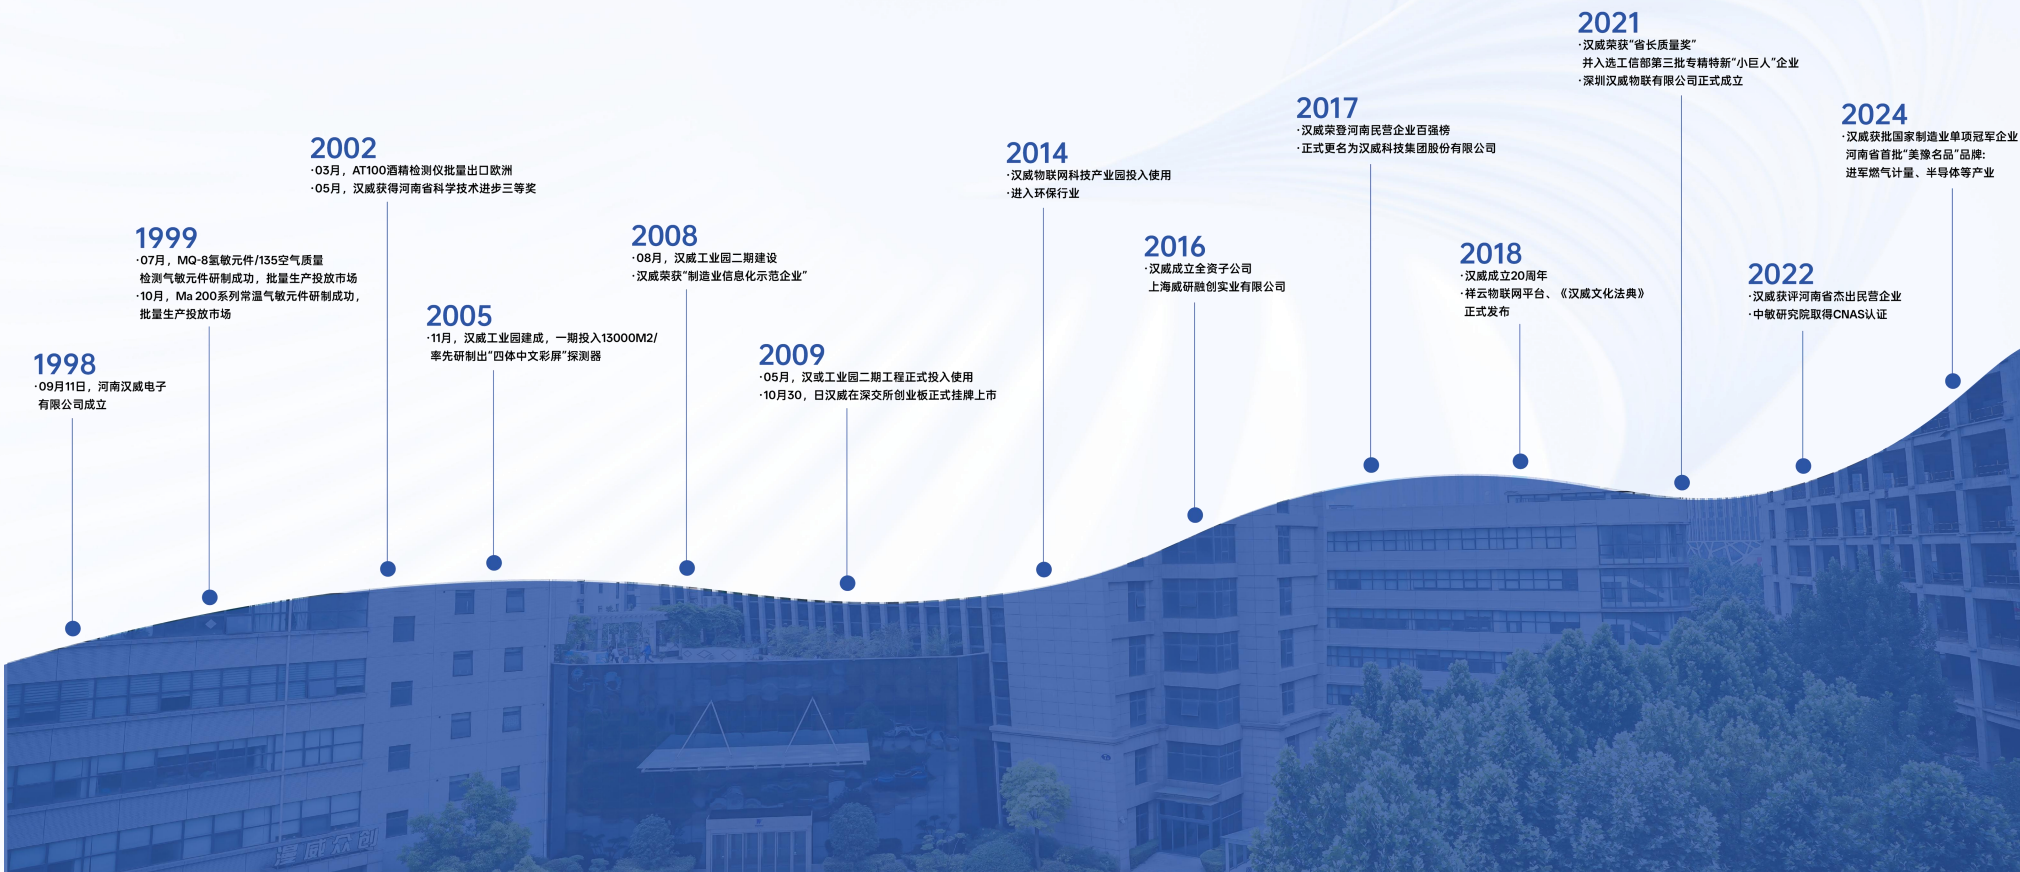 1998
·09月11日，河南汉威电子
有限公司成立
1999
·07月，MQ-8氢敏元件/135空气质量
检测气敏元件研制成功，批量生产投放市场
·10月，Ma 200系列常温气敏元件研制成功，
批量生产投放市场
2002
·03月，AT100酒精检测仪批量出口欧洲
·05月，汉威获得河南省科学技术进步三等奖
2005
·11月，汉威工业园建成，一期投入13000M2/
率先研制出“四体中文彩屏”探测器
2008
·08月，汉威工业园二期建设
·汉威荣获“制造业信息化示范企业”
2009
·05月，汉或工业园二期工程正式投入使用
·10月30，日汉威在深交所创业板正式挂牌上市
2014
·汉威物联网科技产业园投入使用
·进入环保行业
2016
·汉威成立全资子公司
上海威研融创实业有限公司
2017
·汉威荣登河南民营企业百强榜
·正式更名为汉威科技集团股份有限公司
2018
·汉威成立20周年
·祥云物联网平台、《汉威文化法典》
正式发布
2021
·汉威荣获“省长质量奖”
并入选工信部第三批专精特新“小巨人”企业
·深圳汉威物联有限公司正式成立
2022
·汉威获评河南省杰出民营企业
·中敏研究院取得CNAS认证
2024
·汉威获批国家制造业单项冠军企业
河南省首批“美豫名品”品牌:
进军燃气计量、半导体等产业
汉威众创